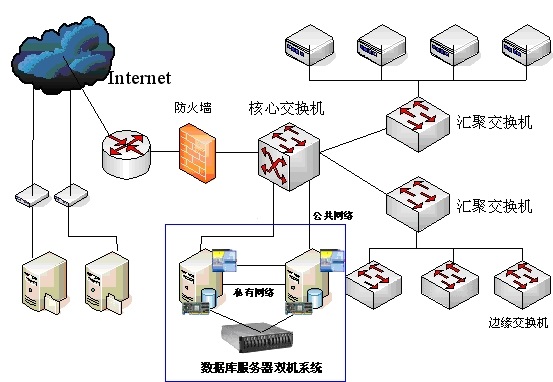 Internet
防火墙
核心交换机
汇聚交换机
汇聚交换机
公共网络
私有网络
边缘交换机
数据库服务器双机系统